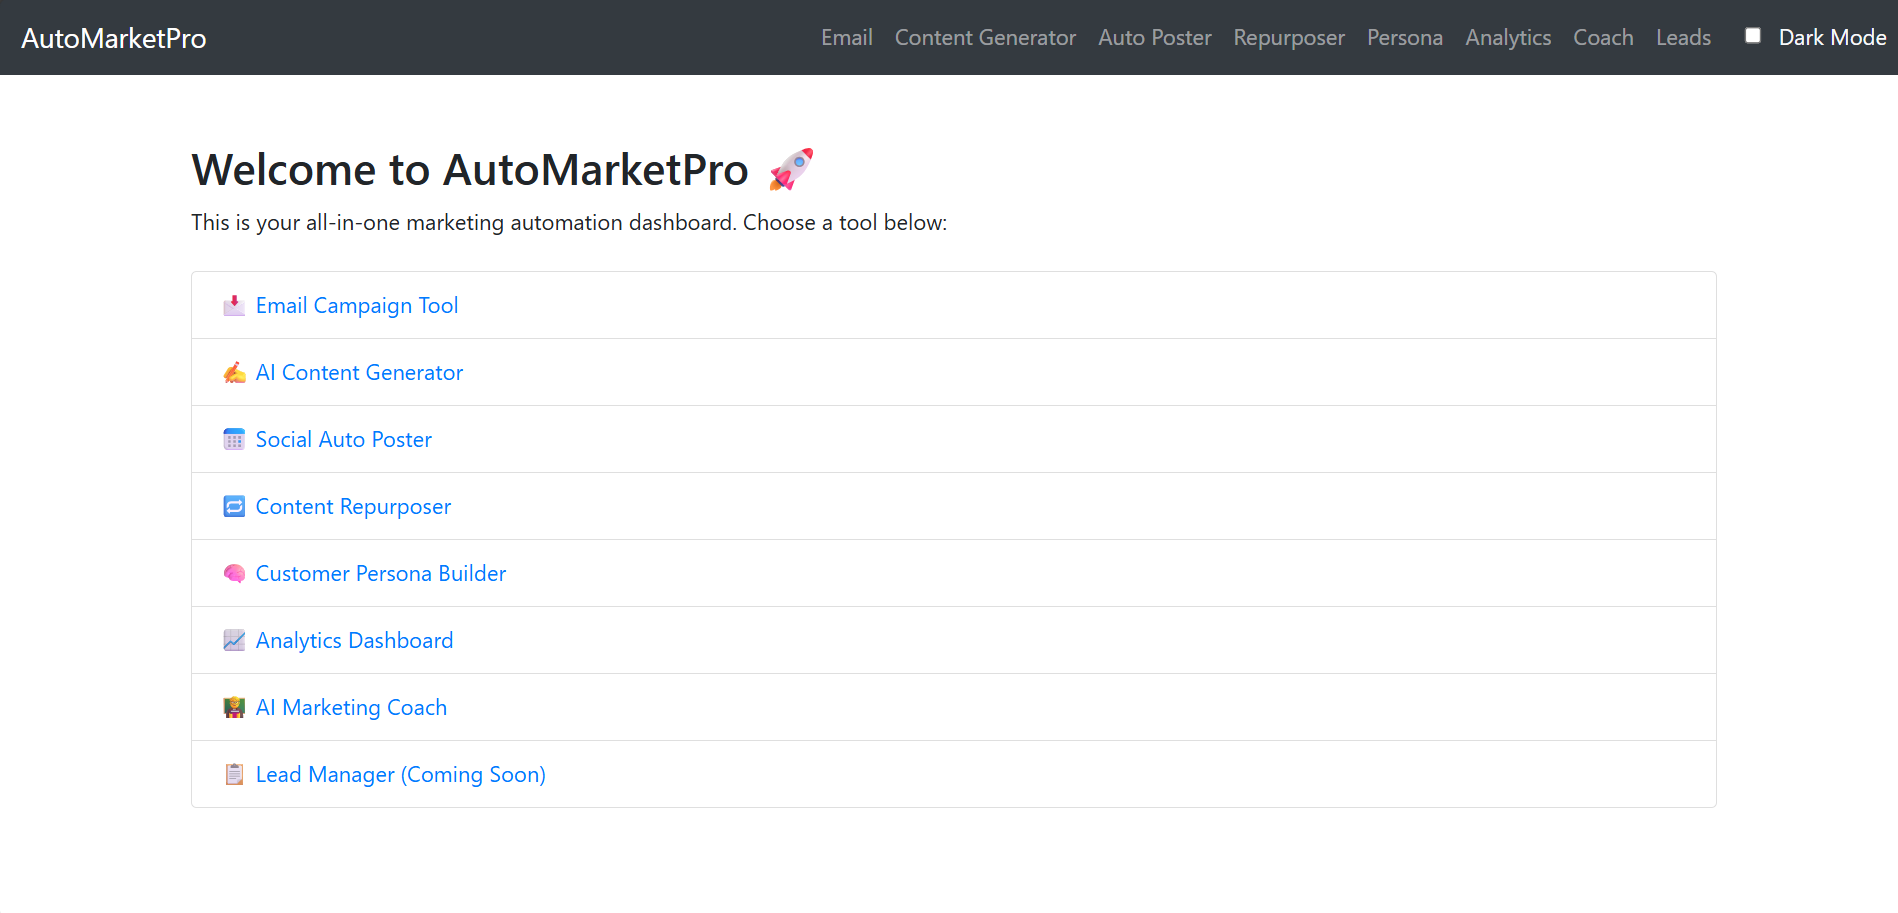 AutoMarketPro
Email Content Generator Auto Poster Repurposer Persona Analytics Coach Leads Dark Mode
Welcome to AutoMarketPro 🚀
This is your all-in-one marketing automation dashboard. Choose a tool below:
📩 Email Campaign Tool
✍️ AI Content Generator
📅 Social Auto Poster
🔁 Content Repurposer
🧠 Customer Persona Builder
📈 Analytics Dashboard
👩‍🏫 AI Marketing Coach
📋 Lead Manager (Coming Soon)